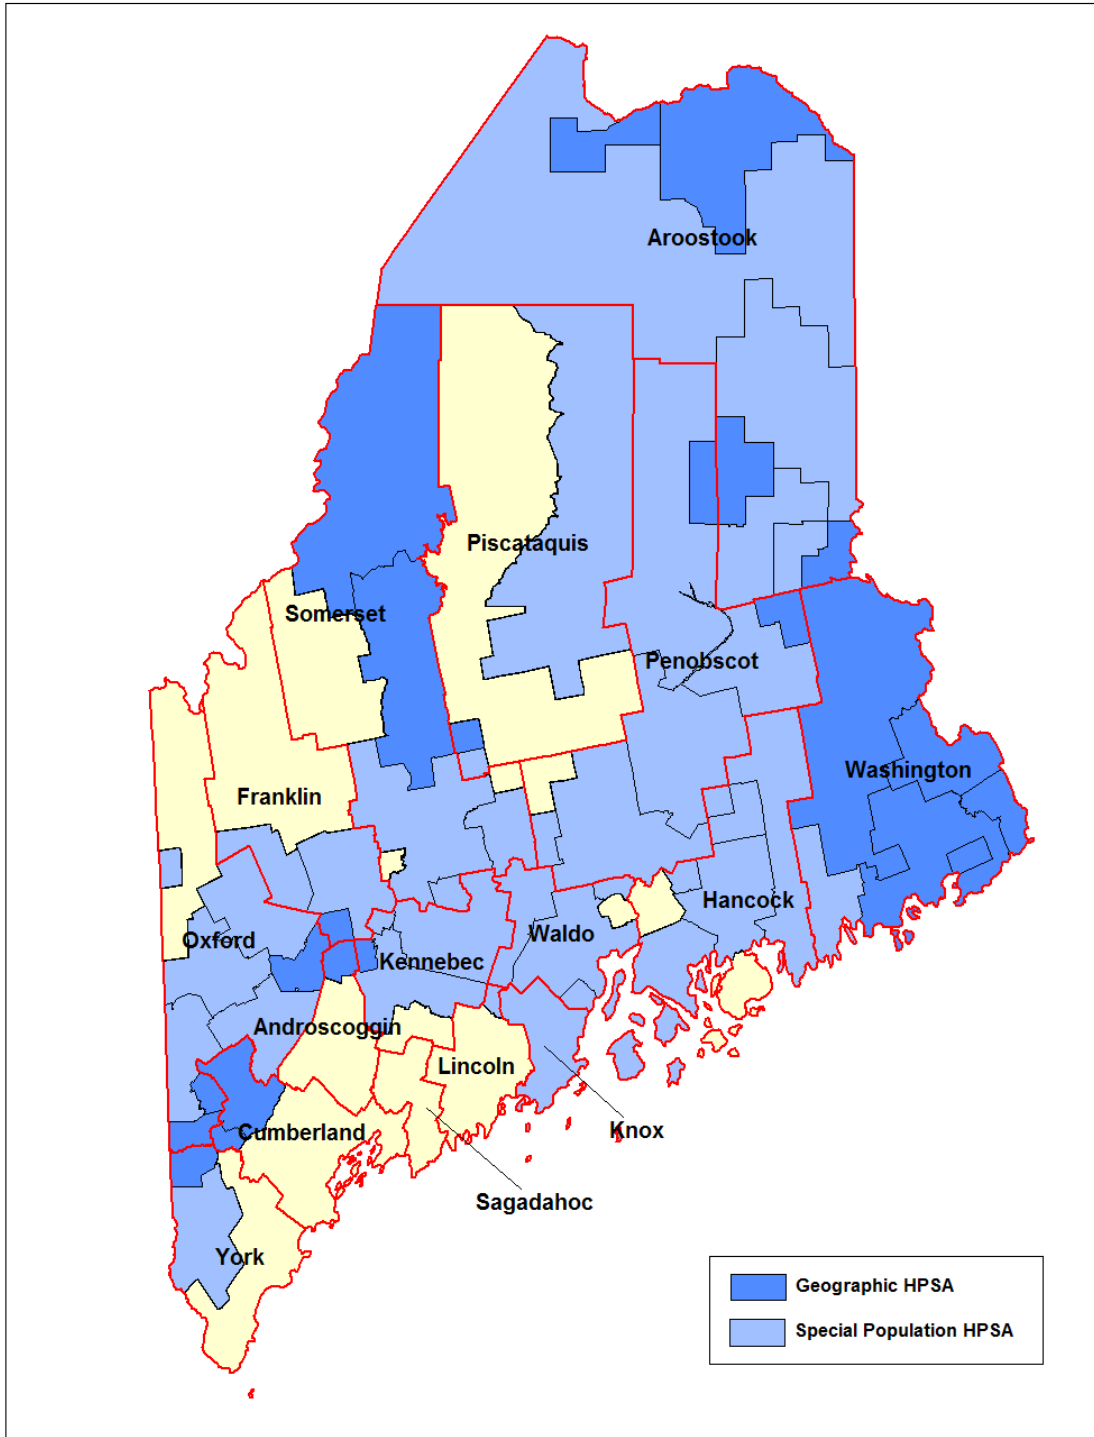 Aroostook
Piscataquis
Somerset
Penobscot
Washington
Franklin
Hancock
Oxford
Waldo
Kennebec
Androscoggin
Lincoln
Cumberland
Knox
Sagadahoc
York
Geographic HPSA
Special Population HPSA